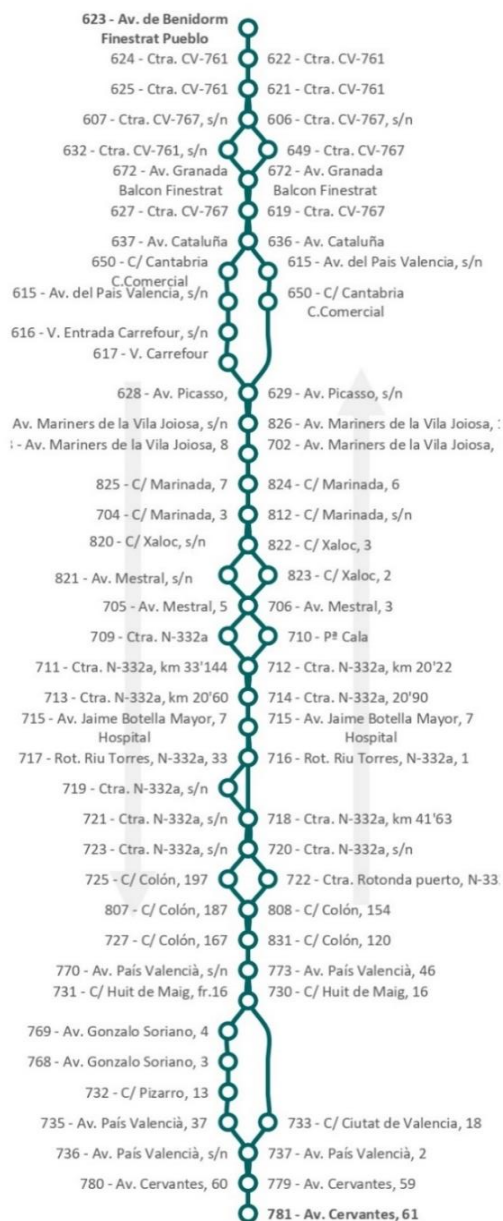 623 - Av. de Benidorm
Finestrat Pueblo
624 - Ctra. CV-761 622 - Ctra. CV-761
625 - Ctra. CV-761 621 - Ctra. CV-761
607 - Ctra. CV-767, s/n 606 - Ctra. CV-767, s/n
632 - Ctra. CV-761, s/n 649 - Ctra. CV-767
672 - Av. Granada 672 - Av. Granada
Balcon Finestrat Balcon Finestrat
627 - Ctra. CV-767 619 - Ctra. CV-767
637 - Av. Cataluña 636 - Av. Cataluña
650 - C/ Cantabria 615 - Av. del Pais Valencia, s/n
C.Comercial
615 - Av. del Pais Valencia, s/n 650 - C/ Cantabria
C.Comercial
616 - V. Entrada Carrefour, s/n
617 - V. Carrefour
628 - Av. Picasso, 629 - Av. Picasso, s/n
Av. Mariners de la Vila Joiosa, s/n 826 - Av. Mariners de la Vila Joiosa,
- Av. Mariners de la Vila Joiosa, 8 702 - Av. Mariners de la Vila Joiosa,
825 - C/ Marinada, 7 824 - C/ Marinada, 6
704 - C/ Marinada, 3 812 - C/ Marinada, s/n
820 - C/ Xaloc, s/n 822 - C/ Xaloc, 3
821 - Av. Mestral, s/n 823 - C/ Xaloc, 2
705 - Av. Mestral, 5 706 - Av. Mestral, 3
709 - Ctra. N-332a 710 - Pª Cala
711 - Ctra. N-332a, km 33'144 712 - Ctra. N-332a, km 20'22
713 - Ctra. N-332a, km 20'60 714 - Ctra. N-332a, 20'90
715 - Av. Jaime Botella Mayor, 7 715 - Av. Jaime Botella Mayor, 7
Hospital Hospital
717 - Rot. Riu Torres, N-332a, 33 716 - Rot. Riu Torres, N-332a, 1
719 - Ctra. N-332a, s/n
721 - Ctra. N-332a, s/n 718 - Ctra. N-332a, km 41'63
723 - Ctra. N-332a, s/n 720 - Ctra. N-332a, s/n
725 - C/ Colón, 197 722 - Ctra. Rotonda puerto, N-33
807 - C/ Colón, 187 808 - C/ Colón, 154
727 - C/ Colón, 167 831 - C/ Colón, 120
770 - Av. País Valencià, s/n 773 - Av. País Valencià, 46
731 - C/ Huit de Maig, fr.16 730 - C/ Huit de Maig, 16
769 - Av. Gonzalo Soriano, 4
768 - Av. Gonzalo Soriano, 3
732 - C/ Pizarro, 13
735 - Av. País Valencià, 37 733 - C/ Ciutat de Valencia, 18
736 - Av. País Valencià, s/n 737 - Av. País Valencià, 2
780 - Av. Cervantes, 60 779 - Av. Cervantes, 59
781 - Av. Cervantes, 61